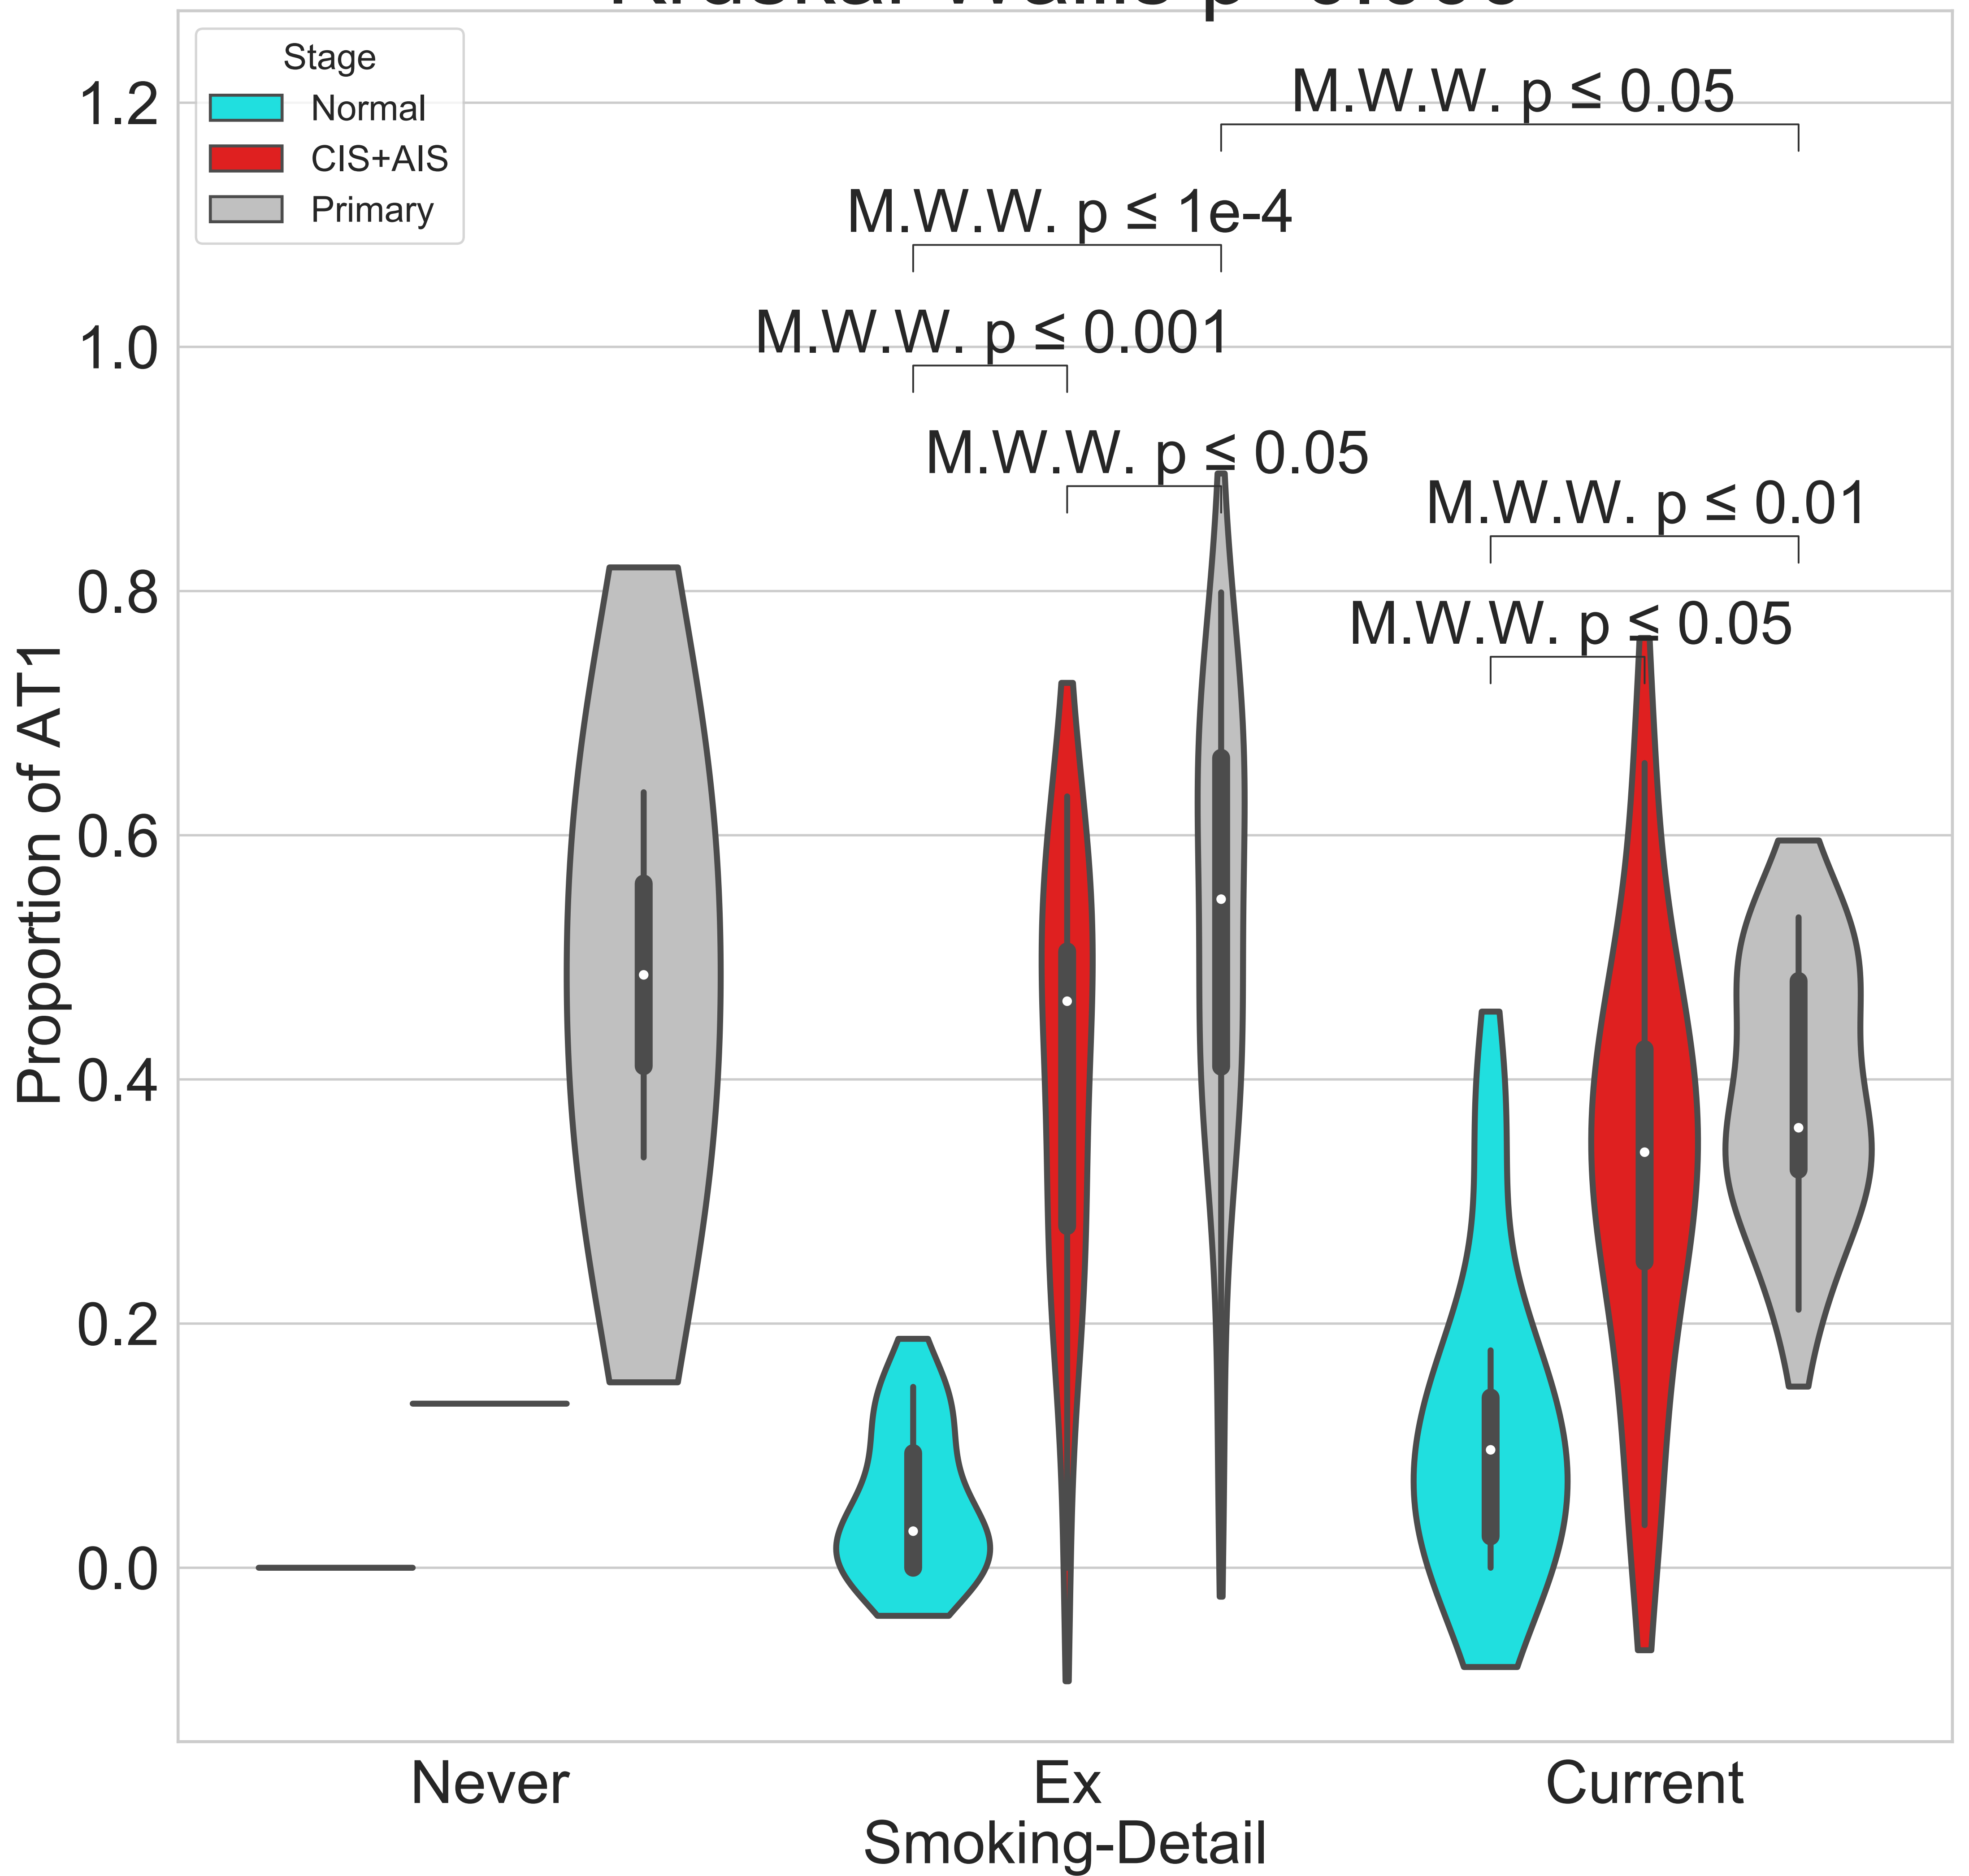 Stage
Normal
CIS+AIS
Primary
M.W.W. p ≤ 0.05
M.W.W. p ≤ 1e-4
M.W.W. p ≤ 0.001
M.W.W. p ≤ 0.05
M.W.W. p ≤ 0.01
M.W.W. p ≤ 0.05
1.2
1.0
0.8
0.6
0.4
0.2
0.0
Proportion of AT1
Never
Ex
Current
Smoking-Detail